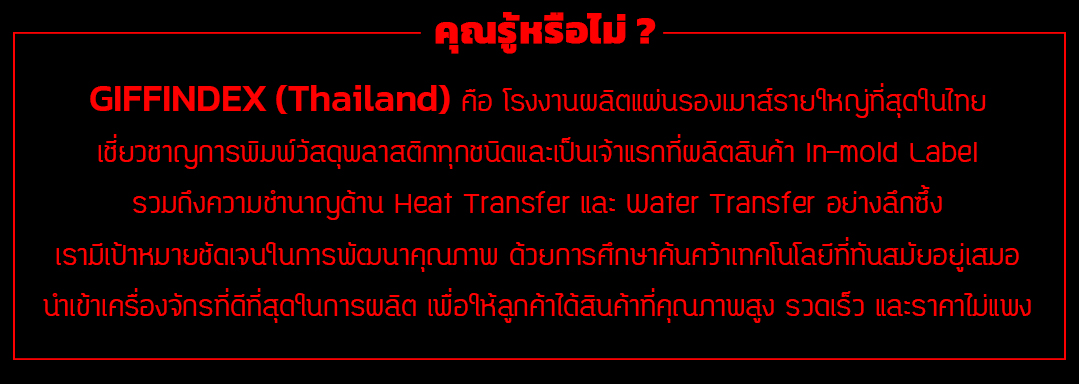 คุณรู้หรือไม่ ?
GIFFINDEX (Thailand) คือ โรงงานผลิตแผ่นรองเมาส์รายใหญ่ที่สุดในไทย
เชี่ยวชาญการพิมพ์วัสดุพลาสติกทุกชนิดและเป็นเจ้าแรกที่ผลิตสินค้า In-mold Label
รวมถึงความชำนาญด้าน Heat Transfer และ Water Transfer อย่างลึกซึ้ง
เรามีเป้าหมายชัดเจนในการพัฒนาคุณภาพ ด้วยการศึกษาค้นคว้าเทคโนโลยีที่ทันสมัยอยู่เสมอ
นำเข้าเครื่องจักรที่ดีที่สุดในการผลิต เพื่อให้ลูกค้าได้สินค้าที่คุณภาพสูง รวดเร็ว และราคาไม่แพง